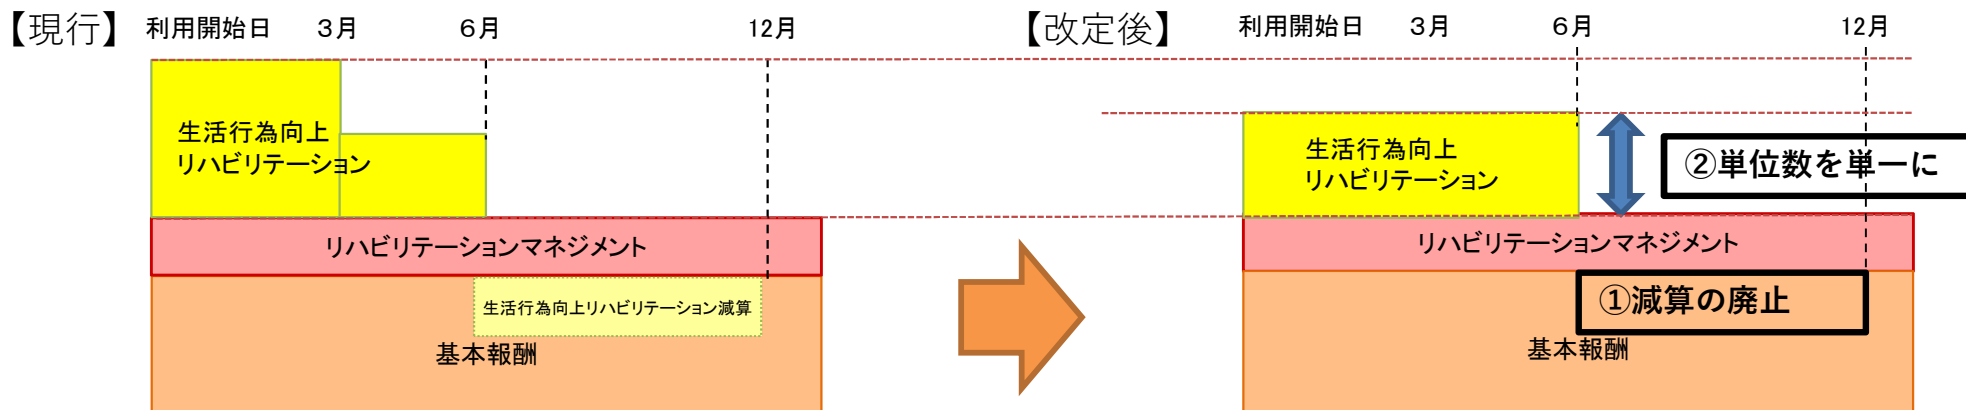 【現行】
利用開始日 3月 6月 12月
生活行為向上
リハビリテーション
リハビリテーションマネジメント
生活行為向上リハビリテーション減算
基本報酬
【改定後】
利用開始日 3月 6月 12月
生活行為向上
リハビリテーション
②単位数を単一に
リハビリテーションマネジメント
①減算の廃止
基本報酬